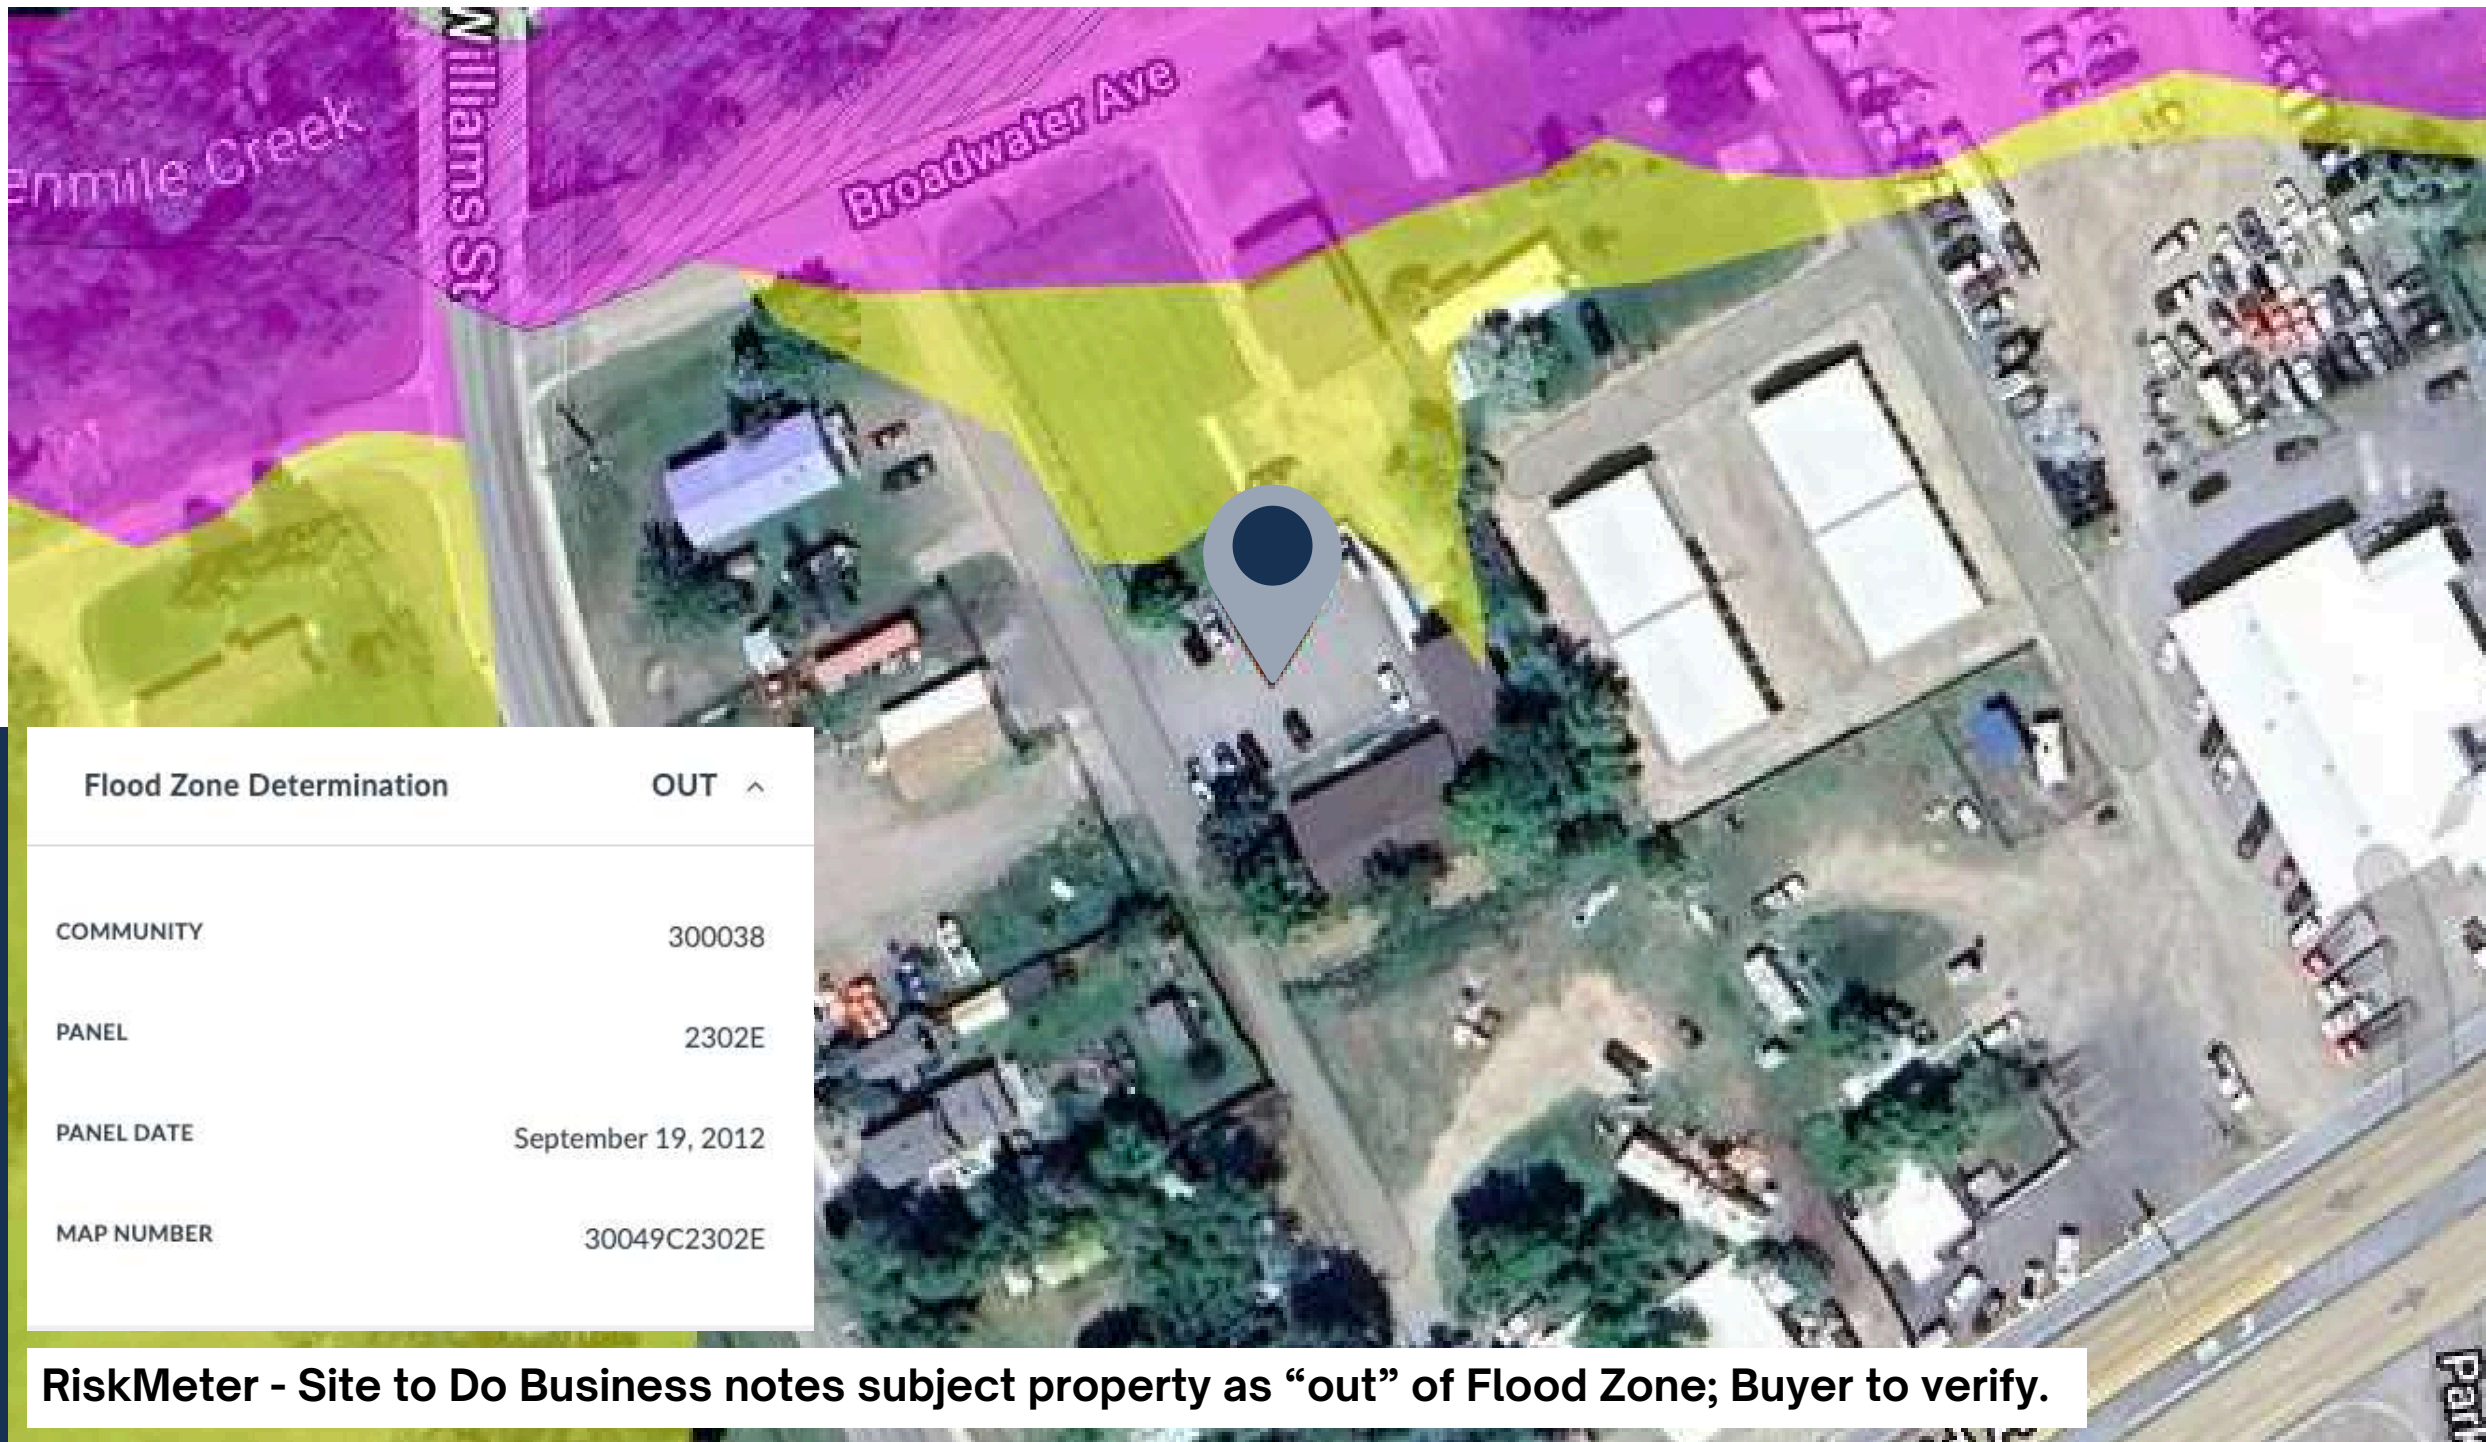 Williams St
enmile Creek
Broadwater Ave
Flood Zone Determination OUT
COMMUNITY 300038
PANEL 2302E
PANEL DATE September 19, 2012
MAP NUMBER 30049C2302E
RiskMeter - Site to Do Business notes subject property as “out” of Flood Zone; Buyer to verify.